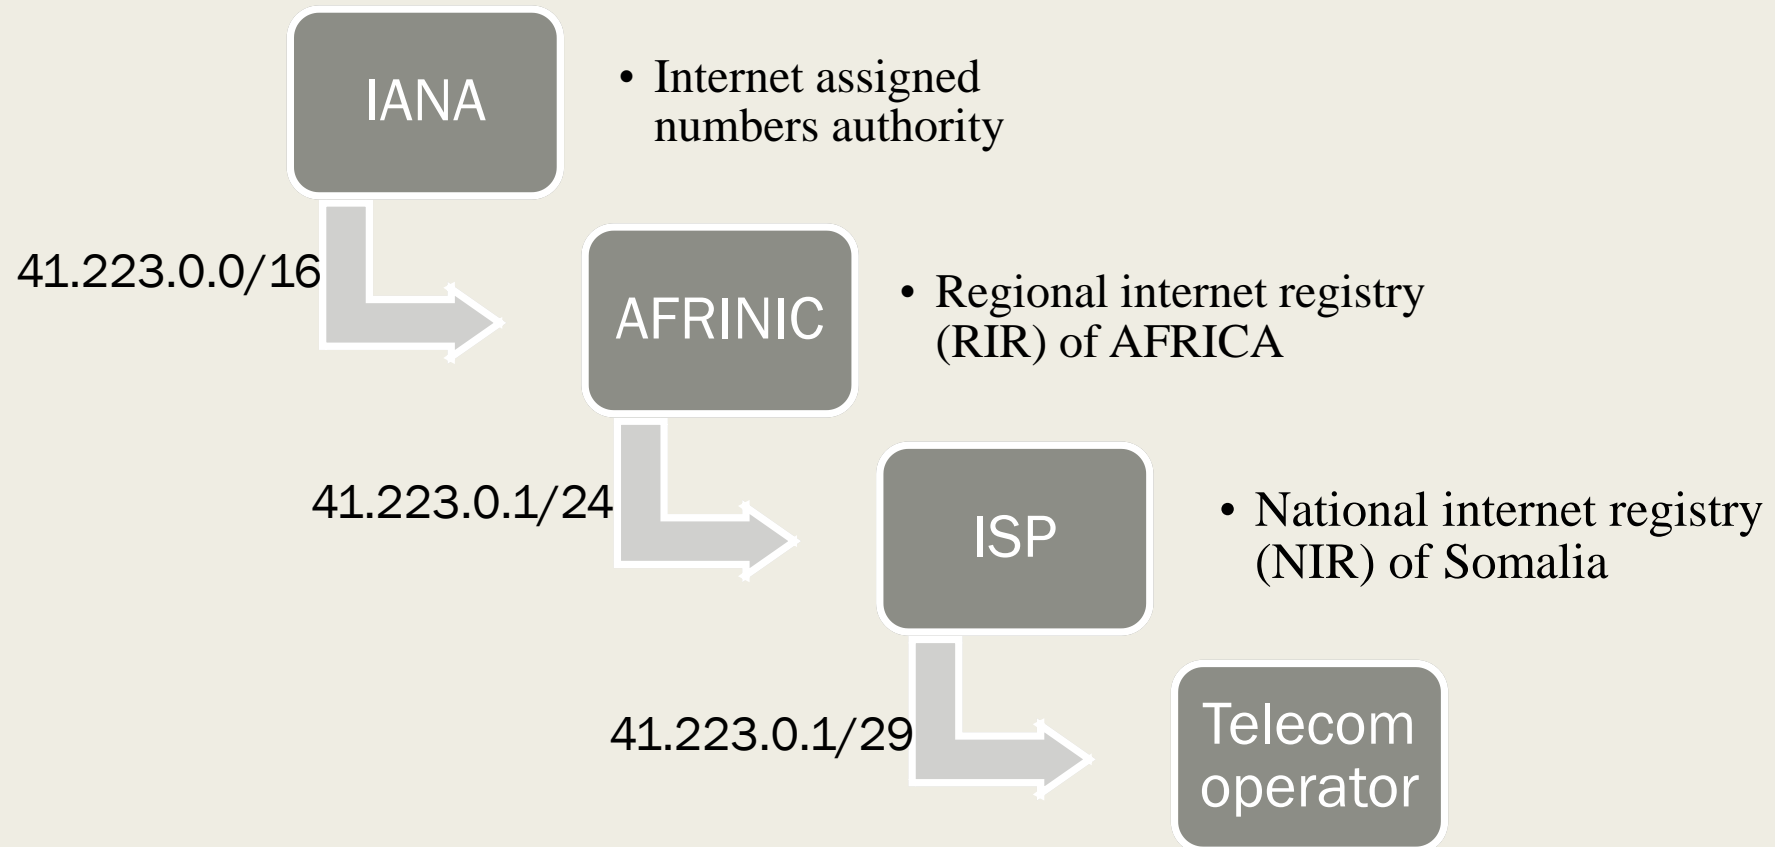 IANA
• Internet assigned
numbers authority
41.223.0.0/16
AFRINIC
• Regional internet registry
(RIR) of AFRICA
41.223.0.1/24
ISP
• National internet registry
(NIR) of Somalia
41.223.0.1/29
Telecom
operator